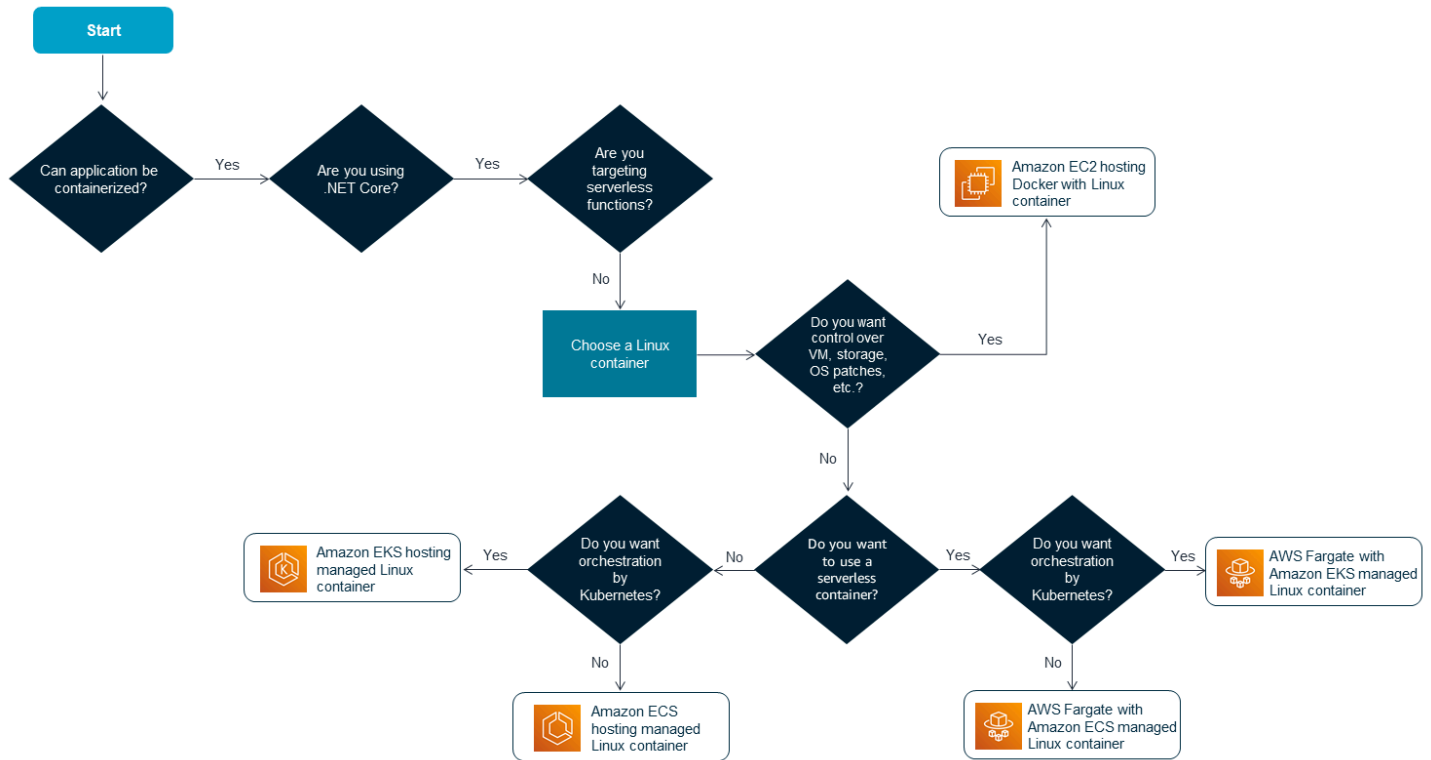 Start
Can application be
containerized?
Yes
Are you using
.NET Core?
Yes
Are you
targeting
serverless
functions?
No
Choose a Linux
container
Do you want
control over
VM, storage,
OS patches,
etc.?
Yes
Amazon EC2 hosting
Docker with Linux
container
No
Do you want
to use a
serverless
container?
No
Do you want
orchestration
by
Kubernetes?
Yes
Amazon EKS hosting
managed Linux
container
K
No
Amazon ECS
hosting managed
Linux container
Yes
Do you want
orchestration
by
Kubernetes?
Yes
AWS Fargate with
Amazon EKS managed
Linux container
No
AWS Fargate with
Amazon ECS managed
Linux container